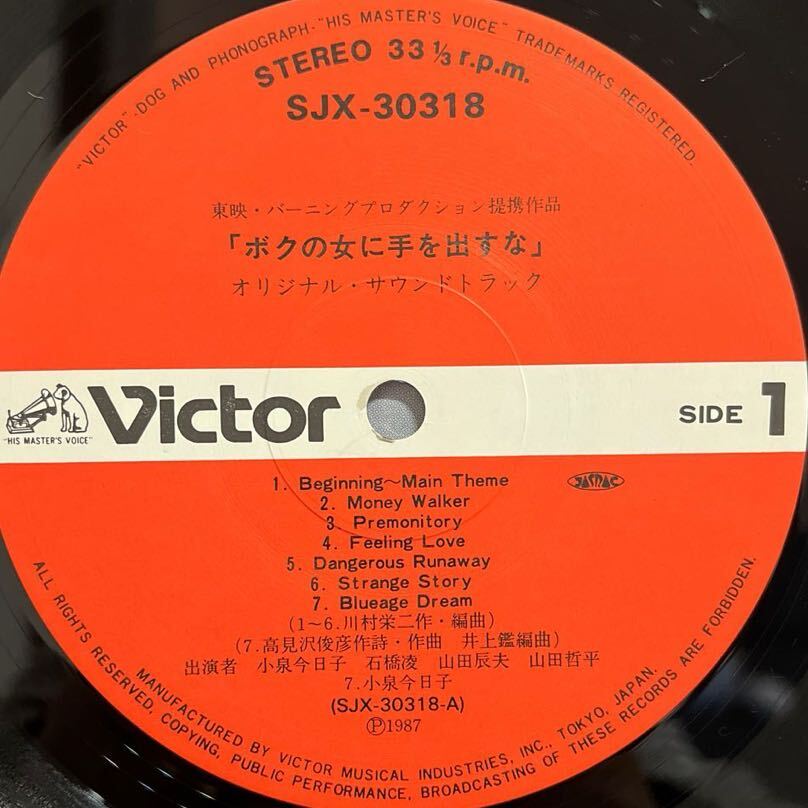 "VICTOR"-DOG AND PHONOGRAPH-"HIS MASTER'S VOICE" TRADEMARKS REGISTERED.
STEREO 33 1/3 r.p.m.
SJX-30318
東映・バーニングプロダクション提携作品
「ボクの女に手を出すな」
オリジナル・サウンドトラック
"HIS MASTER'S VOICE"
Victor
SIDE 1
1. Beginning〜Main Theme
JASRAC
2. Money Walker
3. Premonitory
4. Feeling Love
5. Dangerous Runaway
6. Strange Story
7. Blueage Dream
(1〜6.川村栄二作・編曲)
(7.高見沢俊彦作詩・作曲 井上鑑編曲)
出演者 小泉今日子 石橋凌 山田辰夫 山田哲平
7.小泉今日子
(SJX-30318-A)
Ⓟ1987
MANUFACTURED BY VICTOR MUSICAL INDUSTRIES, INC., TOKYO, JAPAN.
ALL RIGHTS RESERVED, COPYING, PUBLIC PERFORMANCE, BROADCASTING OF THESE RECORDS ARE FORBIDDEN.